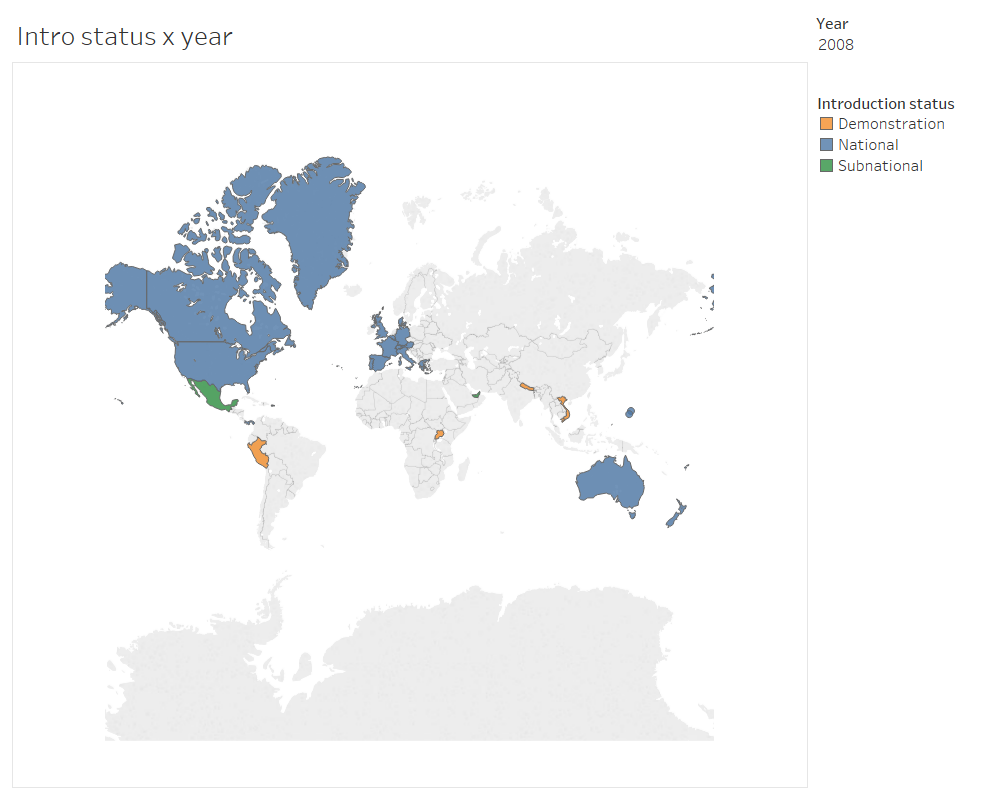 Intro status x year
Year
2008
Introduction status
Demonstration
National
Subnational